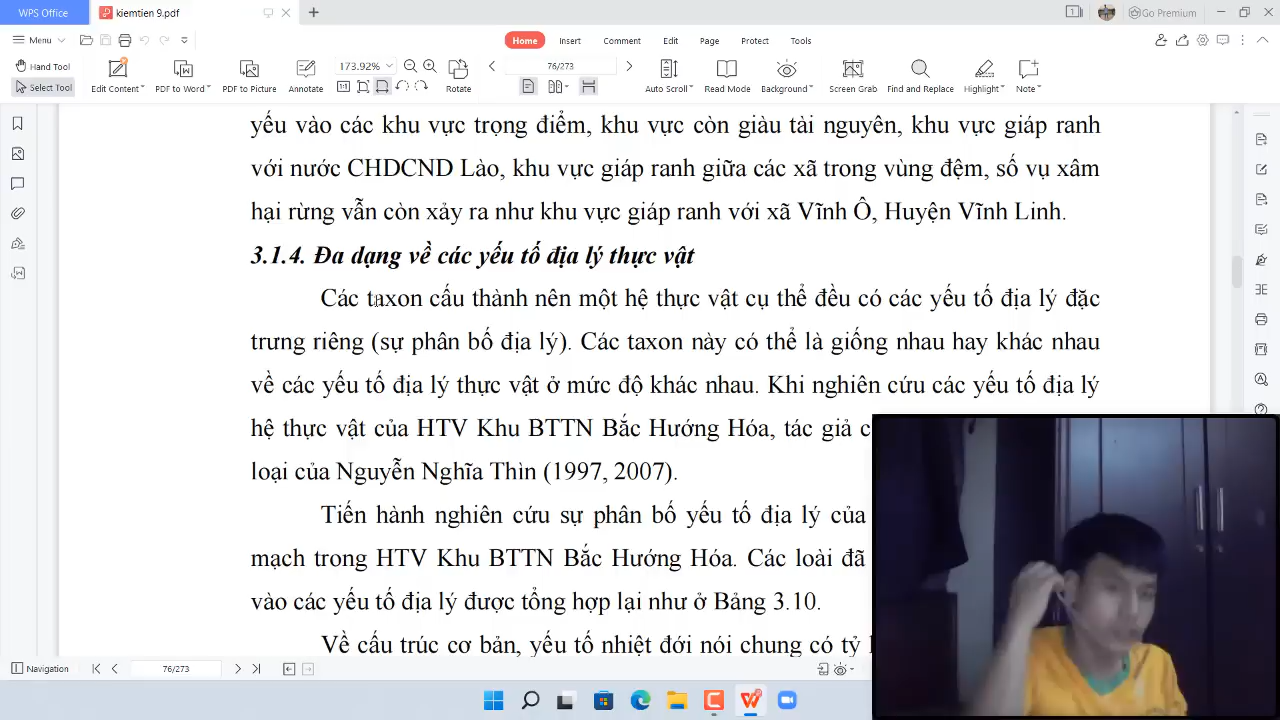 WPS Office
kiemtien 9.pdf
Go Premium
Menu
Home
Insert
Comment
Edit
Page
Protect
Tools
Hand Tool
Select Tool
Edit Content
PDF to Word
PDF to Picture
Annotate
173.92%
Rotate
76/273
Auto Scroll
Read Mode
Background
Screen Grab
Find and Replace
Highlight
Note
yếu vào các khu vực trọng điểm, khu vực còn giàu tài nguyên, khu vực giáp ranh
với nước CHDCND Lào, khu vực giáp ranh giữa các xã trong vùng đệm, số vụ xâm
hại rừng vẫn còn xảy ra như khu vực giáp ranh với xã Vĩnh Ô, Huyện Vĩnh Linh.
3.1.4. Đa dạng về các yếu tố địa lý thực vật
Các taxon cấu thành nên một hệ thực vật cụ thể đều có các yếu tố địa lý đặc
trưng riêng (sự phân bố địa lý). Các taxon này có thể là giống nhau hay khác nhau
về các yếu tố địa lý thực vật ở mức độ khác nhau. Khi nghiên cứu các yếu tố địa lý
hệ thực vật của HTV Khu BTTN Bắc Hướng Hóa, tác giả
loại của Nguyễn Nghĩa Thìn (1997, 2007).
Tiến hành nghiên cứu sự phân bố yếu tố địa lý của
mạch trong HTV Khu BTTN Bắc Hướng Hóa. Các loài đã
vào các yếu tố địa lý được tổng hợp lại như ở Bảng 3.10.
Về cấu trúc cơ bản, yếu tố nhiệt đới nói chung có tỷ
Navigation
76/273